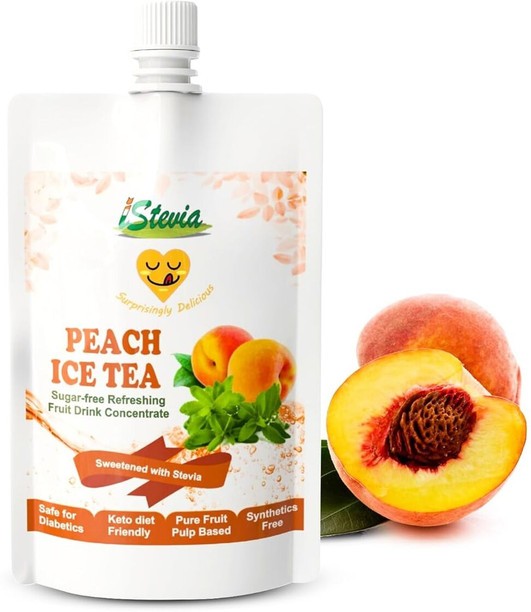 iStevia
Surprisingly Delicious
PEACH
ICE TEA
Sugar-free Refreshing
Fruit Drink Concentrate
Sweetened with Stevia
Safe for
Diabetics
Keto diet
Friendly
Pure Fruit
Pulp Based
Synthetics
Free